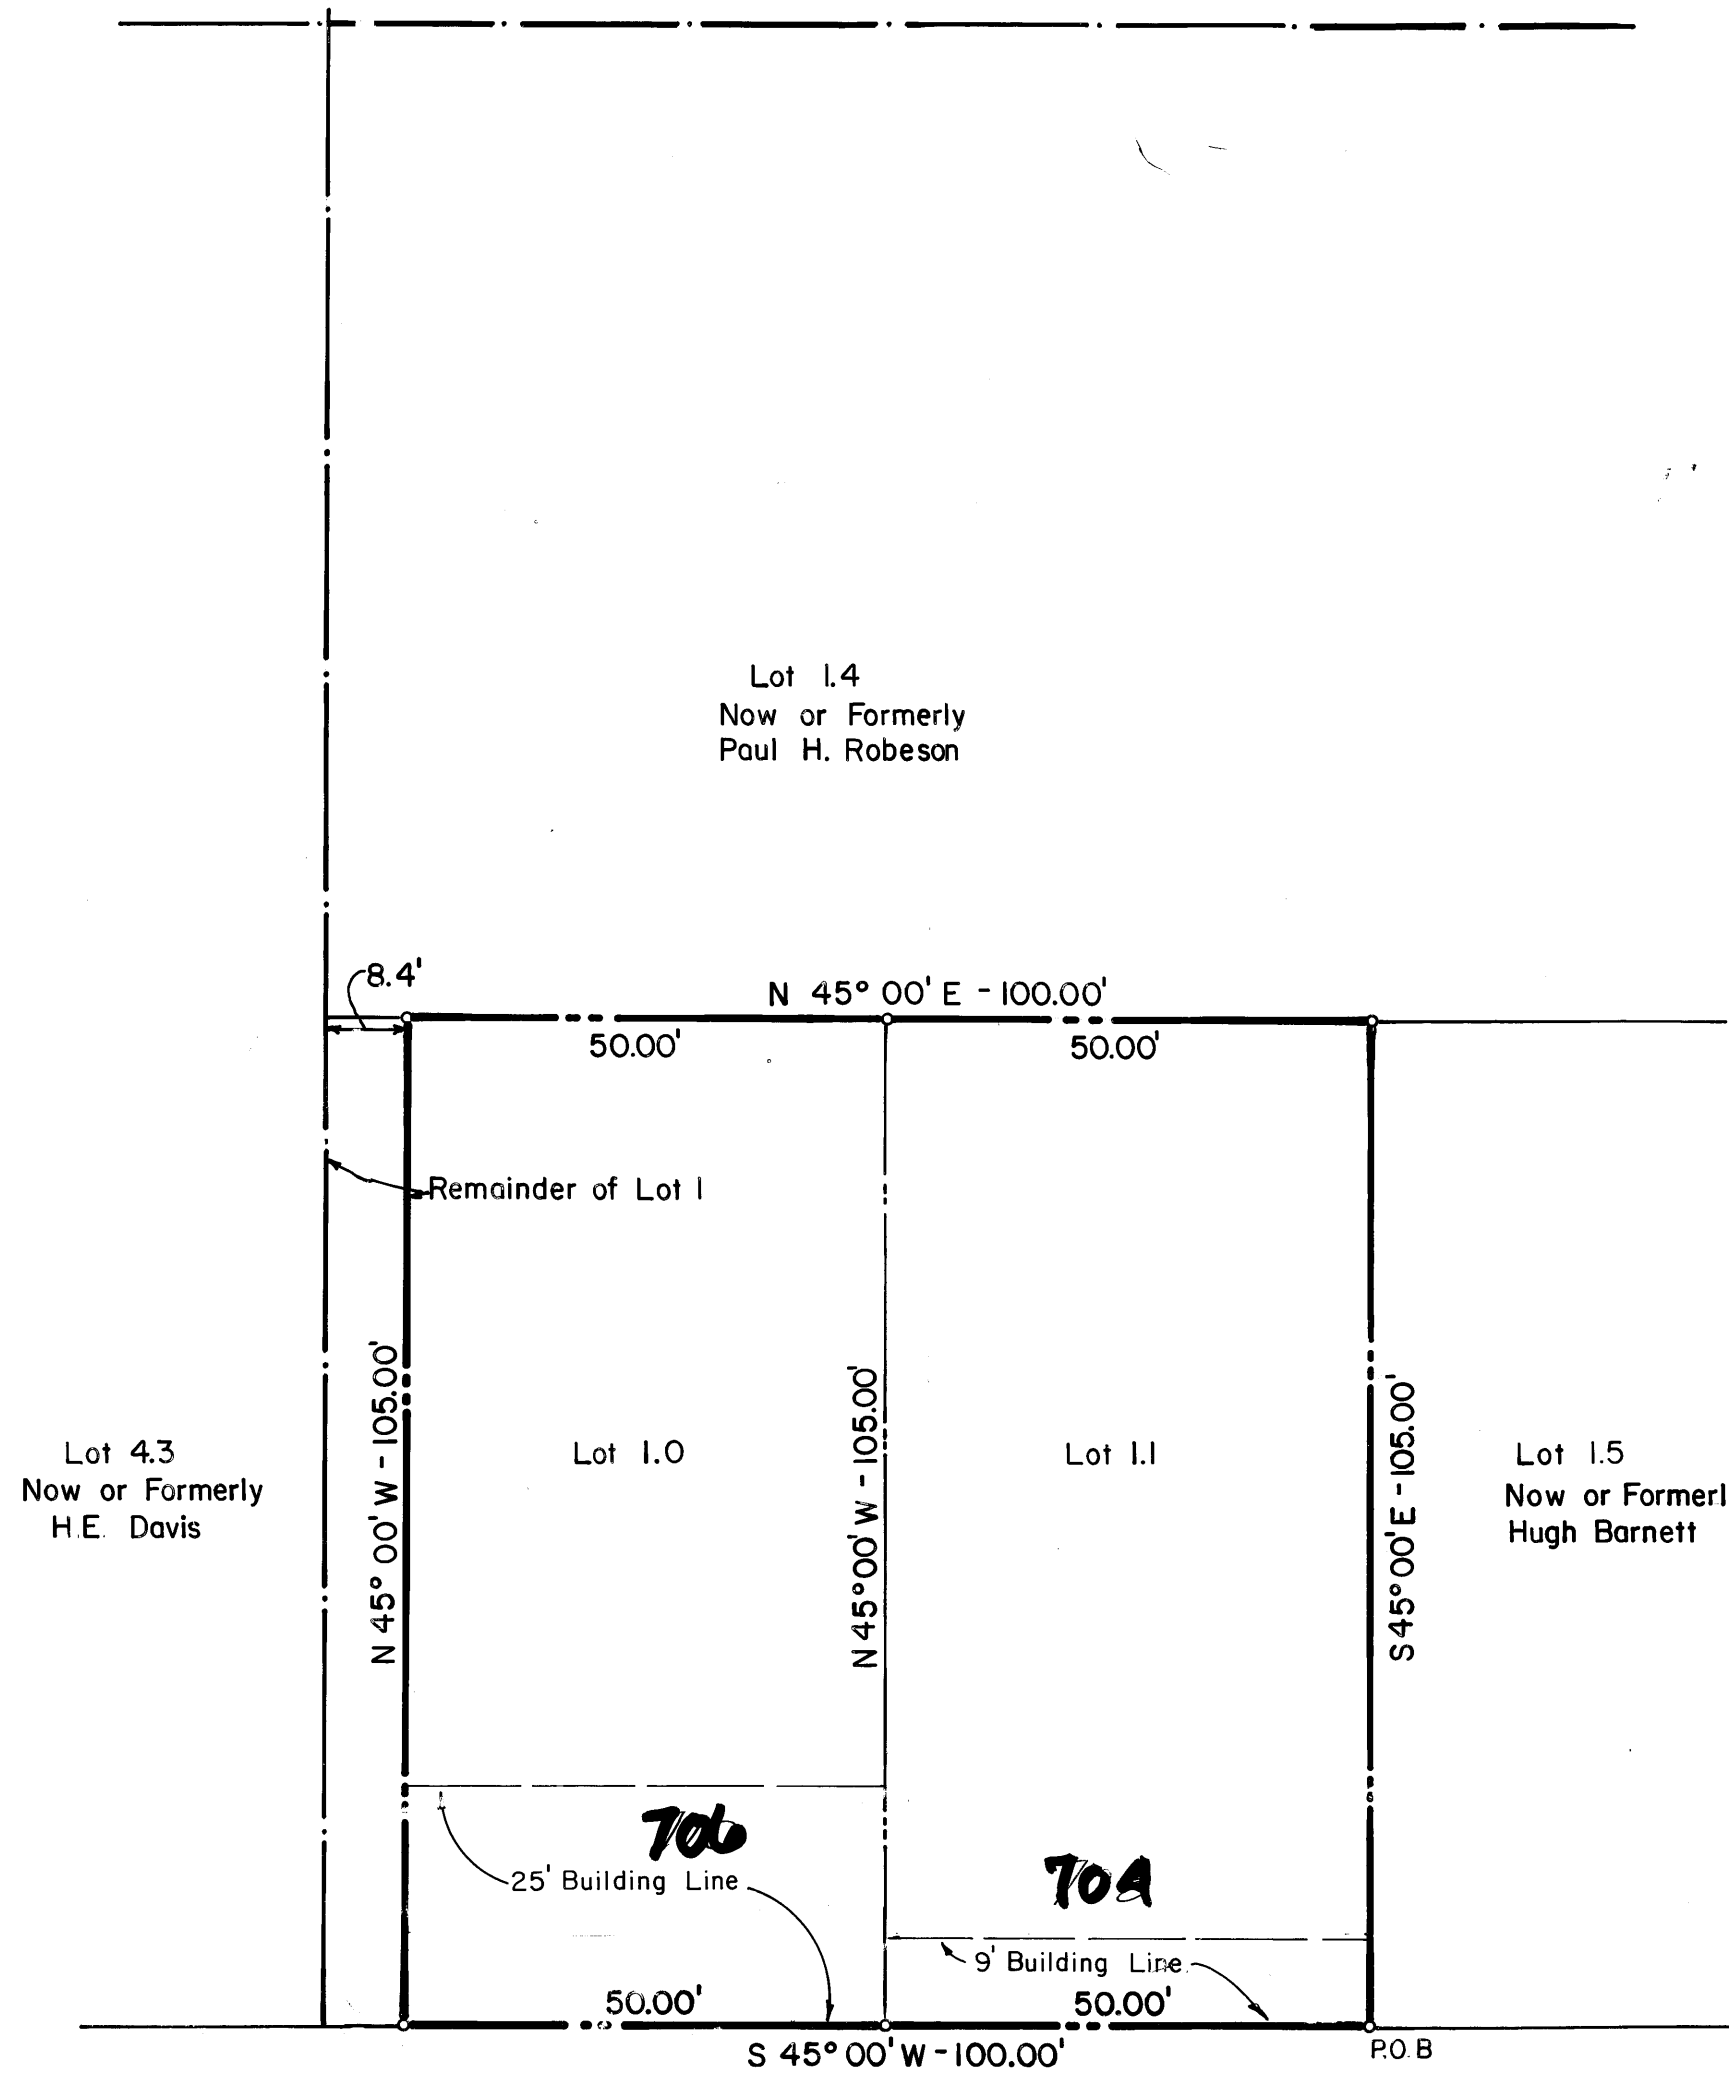 Lot 1.4
Now or Formerly
Paul H. Robeson
8.4'
N 45° 00' E - 100.00'
50.00'
50.00'
Remainder of Lot 1
N 45° 00' W - 105.00'
N 45° 00' W - 105.00'
S 45° 00' E - 105.00'
Lot 4.3
Now or Formerly
H.E. Davis
Lot 1.0
Lot 1.1
Lot 1.5
Now or Formerl
Hugh Barnett
706
25' Building Line
70A
9' Building Line
50.00'
50.00'
S 45° 00' W - 100.00'
P.O.B